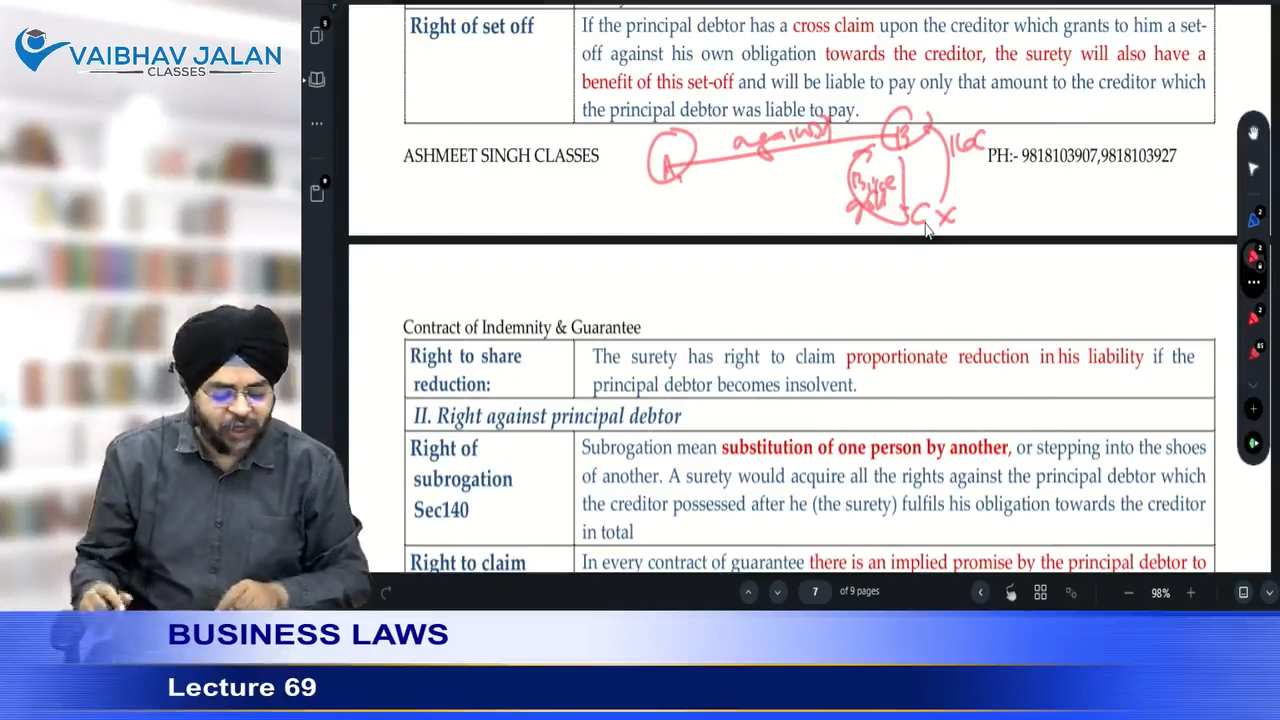 VAIBHAV JALAN
CLASSES
Right of set off
If the principal debtor has a cross claim upon the creditor which grants to him a set-
off against his own obligation towards the creditor, the surety will also have a
benefit of this set-off and will be liable to pay only that amount to the creditor which
the principal debtor was liable to pay.
against
A
B
C X
ASHMEET SINGH CLASSES
PH:- 9818103907,9818103927
Contract of Indemnity & Guarantee
Right to share
reduction:
The surety has right to claim proportionate reduction in his liability if the
principal debtor becomes insolvent.
II. Right against principal debtor
Right of
subrogation
Sec140
Subrogation mean substitution of one person by another, or stepping into the shoes
of another. A surety would acquire all the rights against the principal debtor which
the creditor possessed after he (the surety) fulfils his obligation towards the creditor
in total
Right to claim
In every contract of guarantee there is an implied promise by the principal debtor to
7 of 9 pages
98%
BUSINESS LAWS
Lecture 69